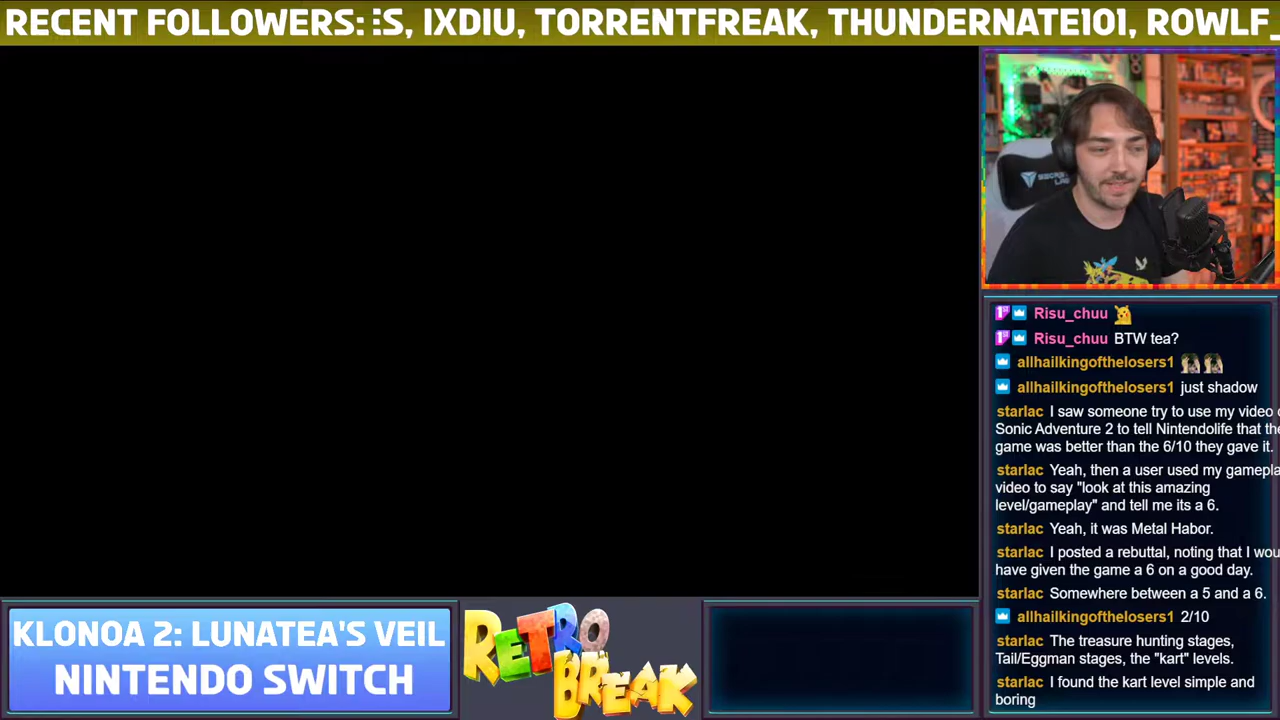 RECENT FOLLOWERS: :S, IXDIU, TORRENTFREAK, THUNDERNATE101, ROWLF_
Risu_chuu
Risu_chuu BTW tea?
allhailkingofthelosers1
allhailkingofthelosers1 just shadow
starlac I saw someone try to use my video
Sonic Adventure 2 to tell Nintendolife that the
game was better than the 6/10 they gave it.
starlac Yeah, then a user used my gamepla
video to say "look at this amazing
level/gameplay" and tell me its a 6.
starlac Yeah, it was Metal Habor.
starlac I posted a rebuttal, noting that I wou
have given the game a 6 on a good day.
starlac Somewhere between a 5 and a 6.
allhailkingofthelosers1 2/10
starlac The treasure hunting stages,
Tail/Eggman stages, the "kart" levels.
starlac I found the kart level simple and
boring
KLONOA 2: LUNATEA'S VEIL
NINTENDO SWITCH
RETRO
BREAK